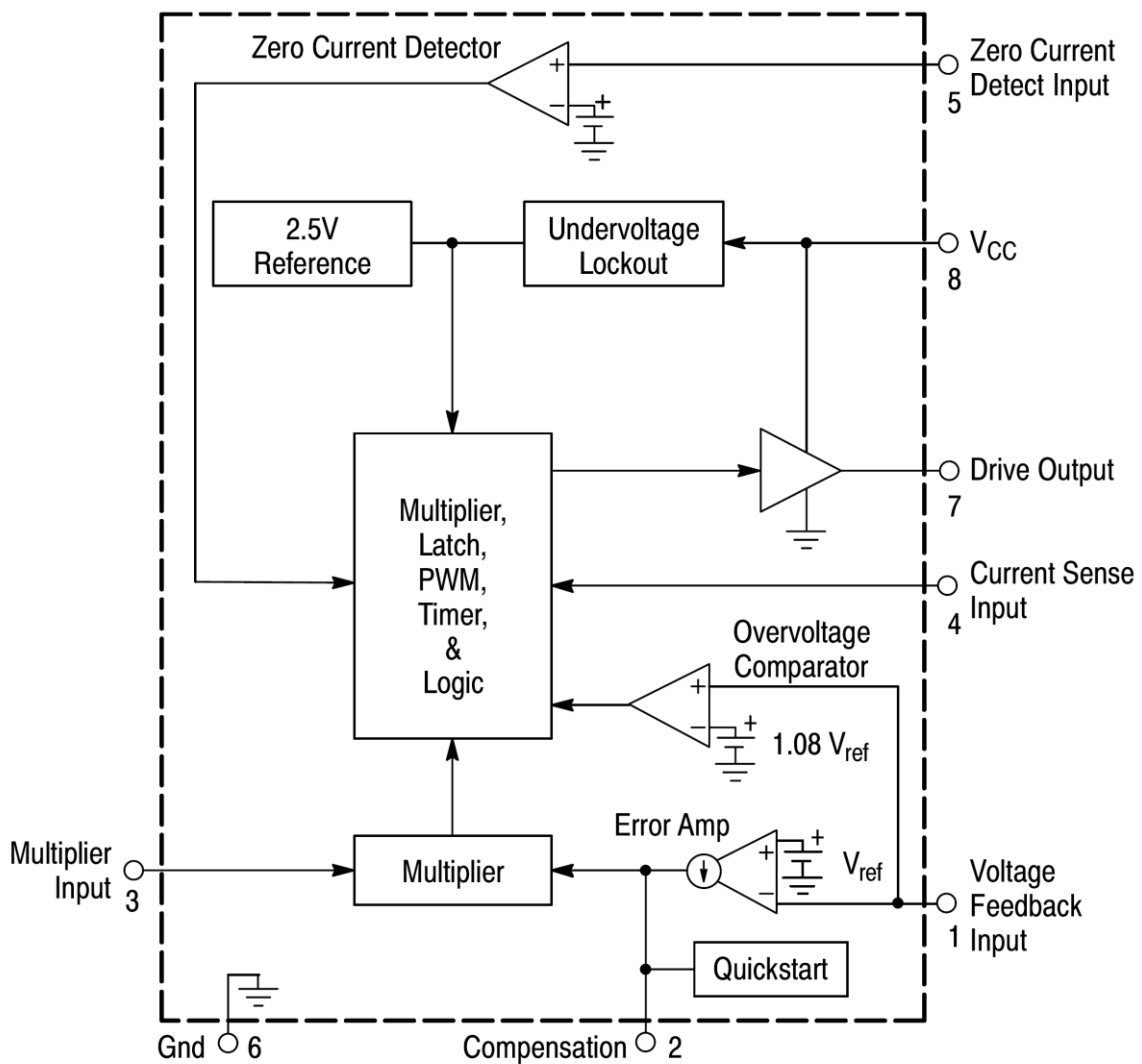 Zero Current Detector
+
−
+
Zero Current
Detect Input
5
2.5V
Reference
Undervoltage
Lockout
VCC
8
Multiplier,
Latch,
PWM,
Timer,
&
Logic
Drive Output
7
Current Sense
Input
4
Overvoltage
Comparator
+
−
+
1.08 Vref
Error Amp
+
−
+
Vref
Multiplier
Input
3
Multiplier
Voltage
Feedback
Input
1
Quickstart
Gnd
6
Compensation
2